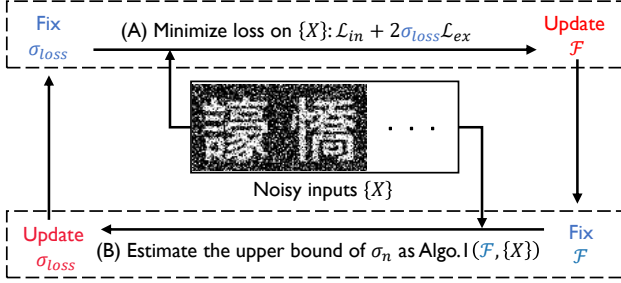 Fix
σ_loss
(A) Minimize loss on {X}: ℒ_in + 2σ_loss ℒ_ex
Update
ℱ
譹 憍
· · ·
Noisy inputs {X}
Update
σ_loss
(B) Estimate the upper bound of σ_n as Algo.1(ℱ, {X})
Fix
ℱ